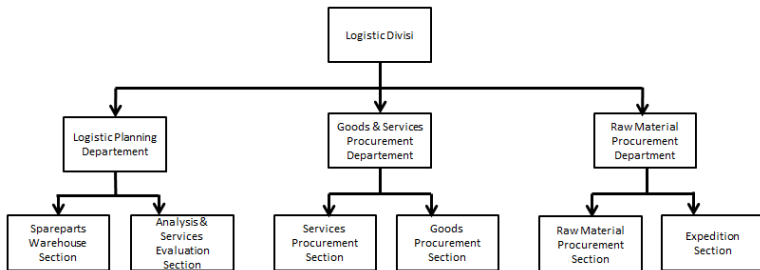 Logistic Divisi
Logistic Planning
Departement
Goods & Services
Procurement
Departement
Raw Material
Procurement
Department
Spareparts
Warehouse
Section
Analysis &
Services
Evaluation
Section
Services
Procurement
Section
Goods
Procurement
Section
Raw Material
Procurement
Section
Expedition
Section